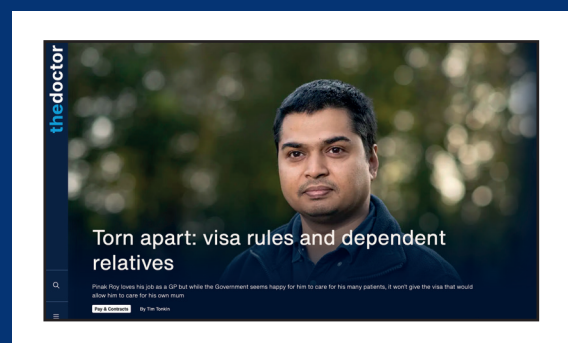 thedoctor
Torn apart: visa rules and dependent
relatives
Pinak Roy loves his job as a GP but while the Government seems happy for him to care for his many patients, it won't give the visa that would
allow him to care for his own mum
Pay & Contracts By Tim Tonkin